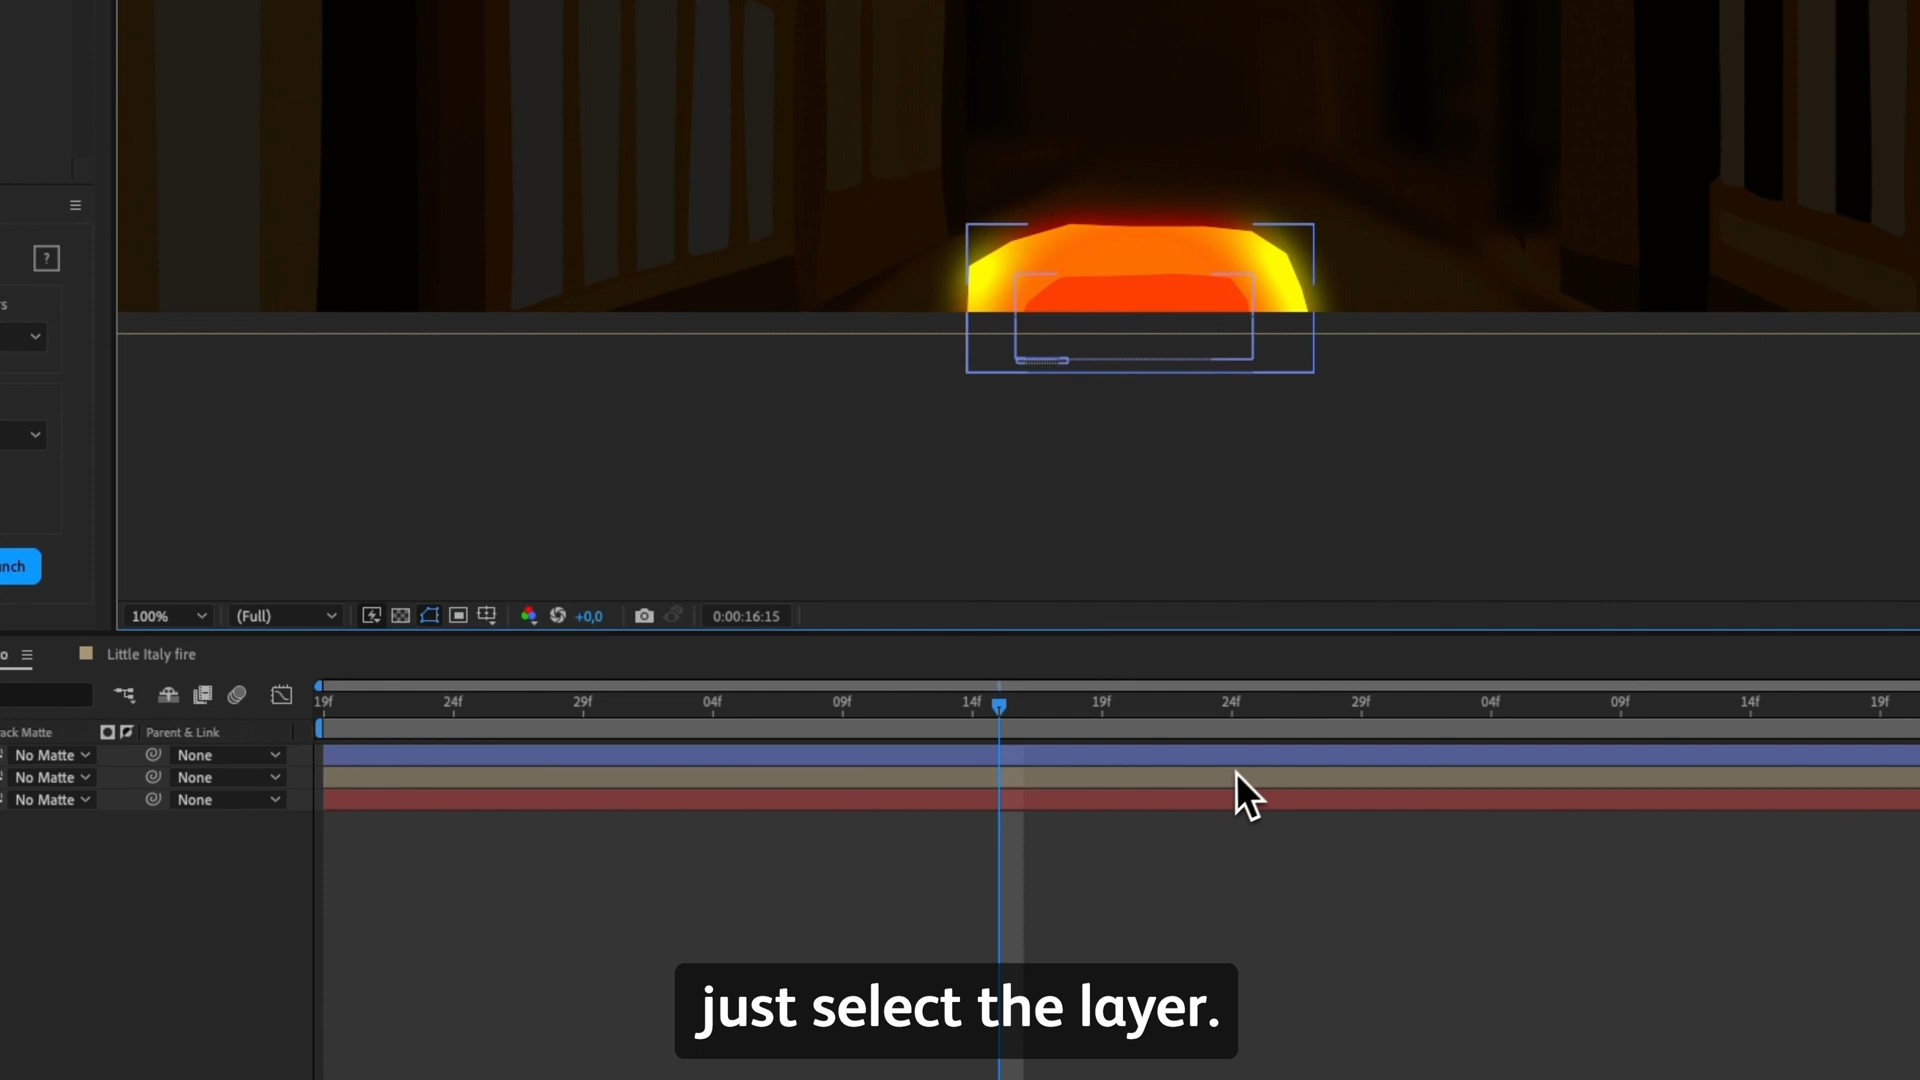 ?
s
nch
100%
(Full)
+0,0
0:00:16:15
o
Little Italy fire
19f 24f 29f 04f 09f 14f 19f 24f 29f 04f 09f 14f 19f
ack Matte
Parent & Link
No Matte
None
No Matte
None
No Matte
None
just select the layer.